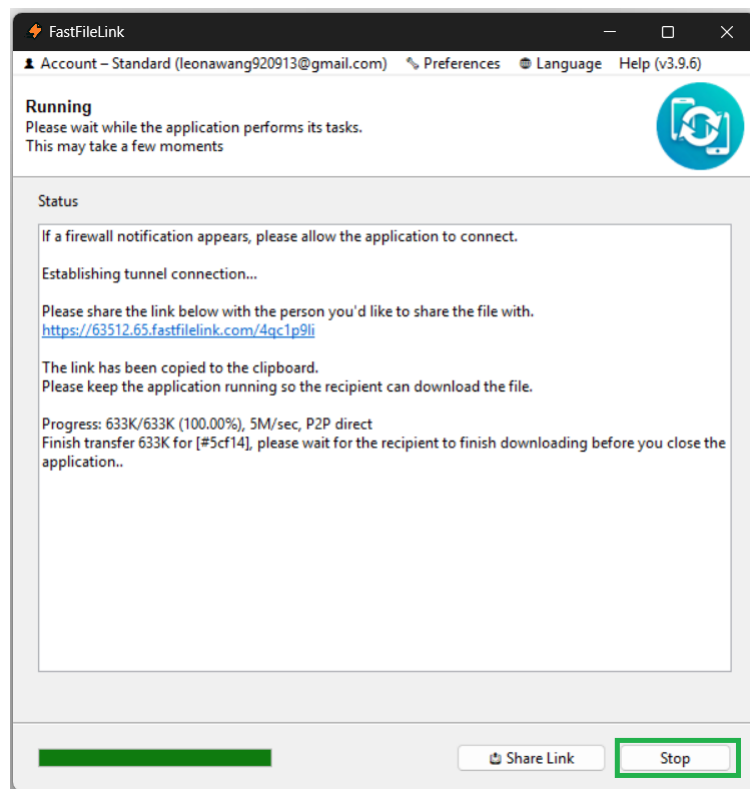 FastFileLink
Account – Standard (leonawang920913@gmail.com) Preferences Language Help (v3.9.6)
Running
Please wait while the application performs its tasks.
This may take a few moments
Status
If a firewall notification appears, please allow the application to connect.
Establishing tunnel connection...
Please share the link below with the person you'd like to share the file with.
https://63512.65.fastfilelink.com/4qc1p9li
The link has been copied to the clipboard.
Please keep the application running so the recipient can download the file.
Progress: 633K/633K (100.00%), 5M/sec, P2P direct
Finish transfer 633K for [#5cf14], please wait for the recipient to finish downloading before you close the
application..
Share Link Stop